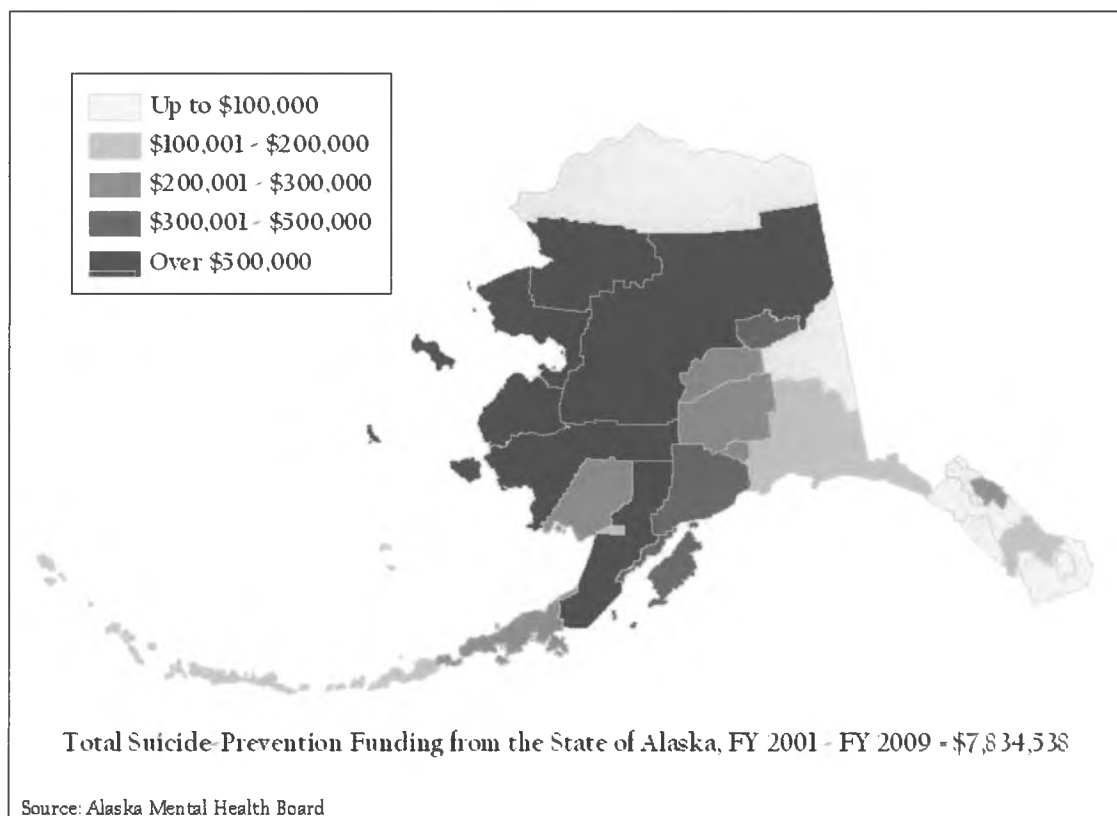 Up to $100,000
$100,001 - $200,000
$200,001 - $300,000
$300,001 - $500,000
Over $500,000
Total Suicide-Prevention Funding from the State of Alaska, FY 2001 - FY 2009 = $7,834,538
Source: Alaska Mental Health Board